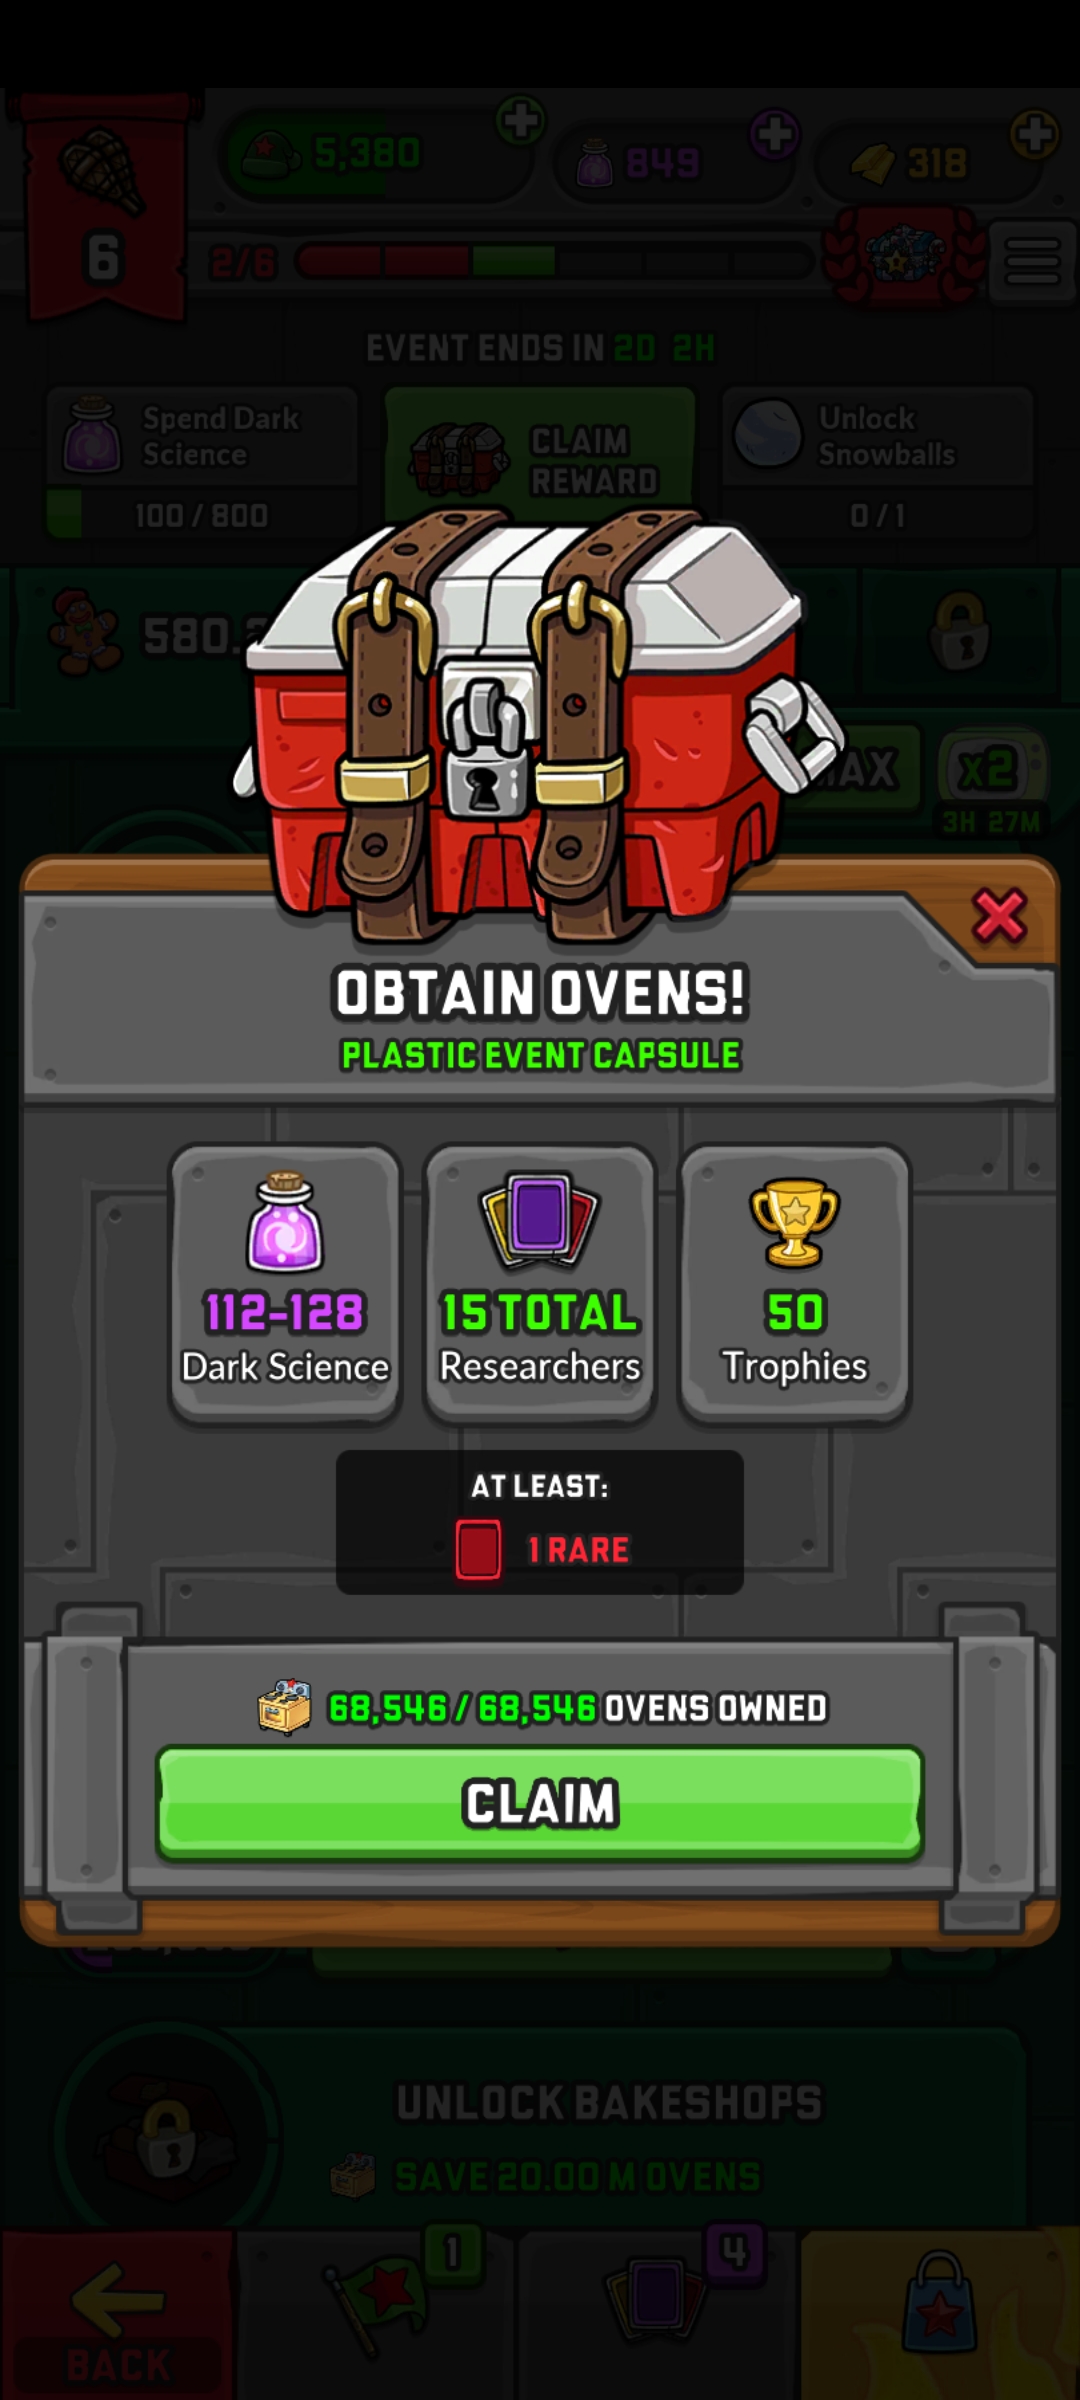 5,380
849
318
6
2/6
EVENT ENDS IN 2D 2H
Spend Dark
Science
100 / 800
CLAIM
REWARD
Unlock
Snowballs
0 / 1
580.
AX
x2
3H 27M
OBTAIN OVENS!
PLASTIC EVENT CAPSULE
112-128
Dark Science
15 TOTAL
Researchers
50
Trophies
AT LEAST:
1 RARE
68,546 / 68,546 OVENS OWNED
CLAIM
UNLOCK BAKESHOPS
SAVE 20.00 M OVENS
1
4
BACK